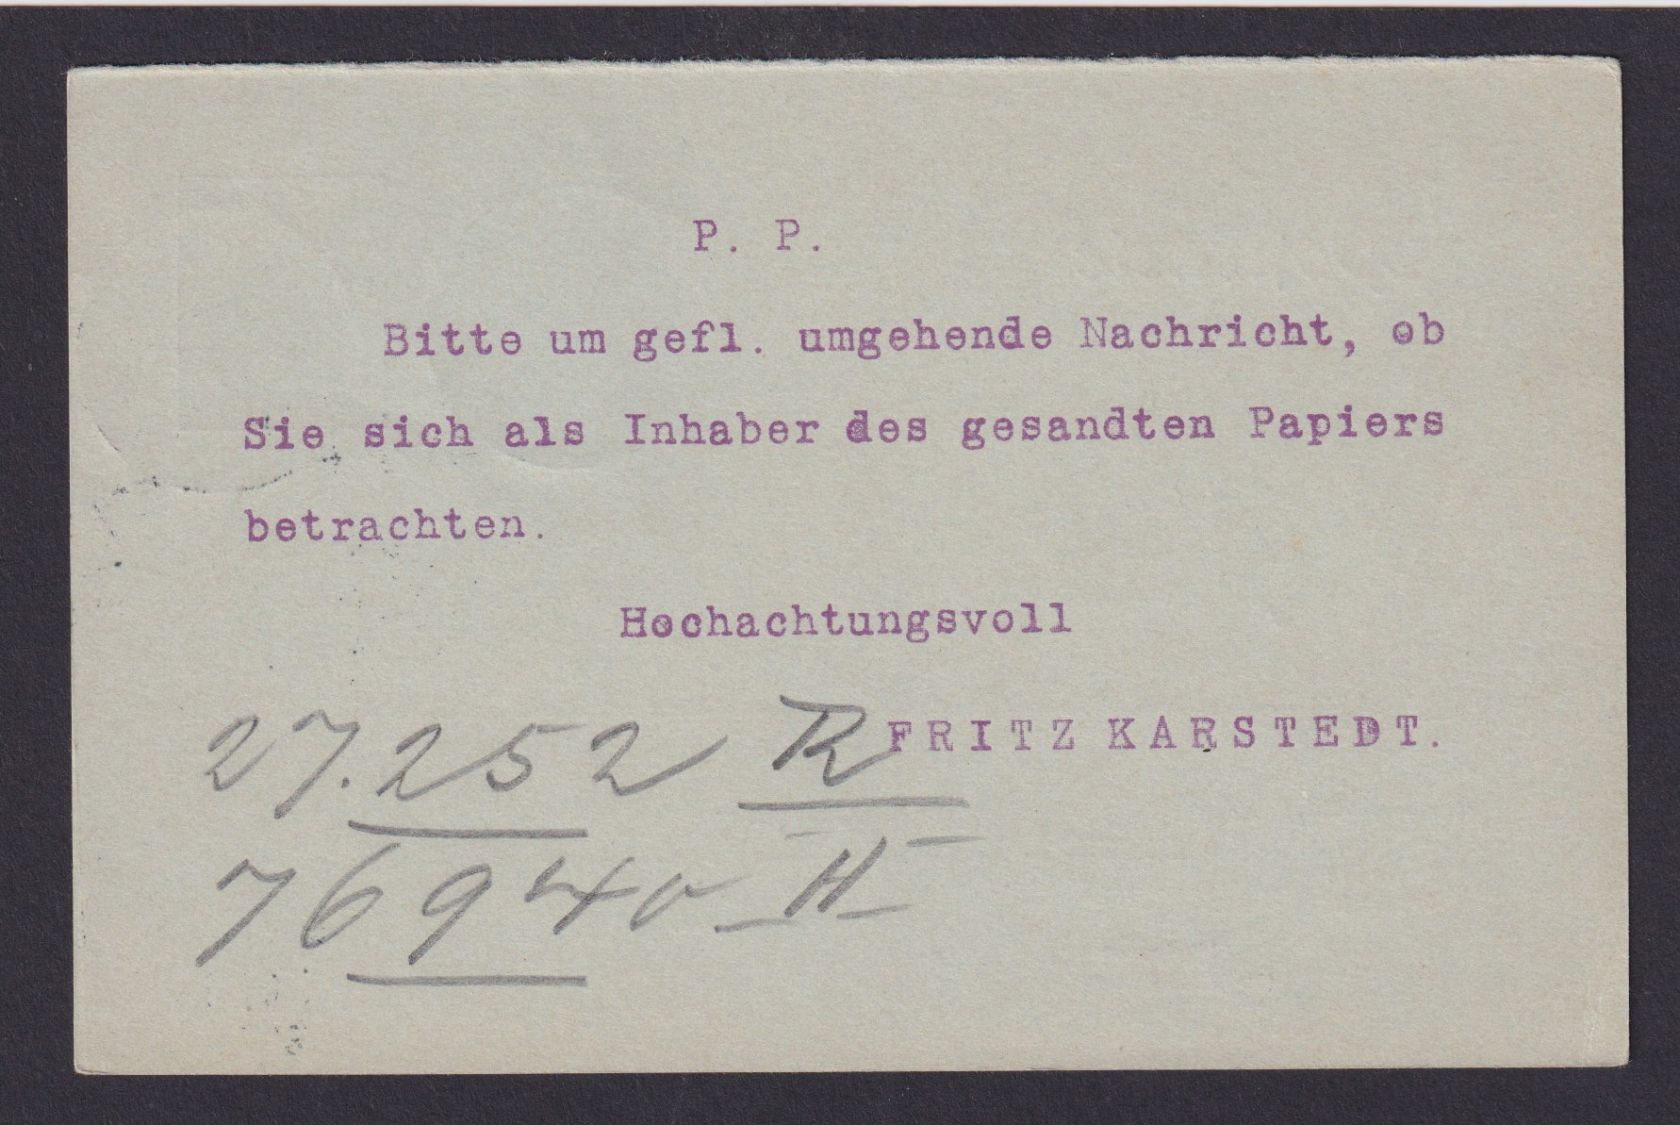 P. P.
Bitte um gefl. umgehende Nachricht, ob
Sie sich als Inhaber des gesandten Papiers
betrachten.
Hochachtungsvoll
FRITZ KARSTEDT.
27.252 R
76940 H